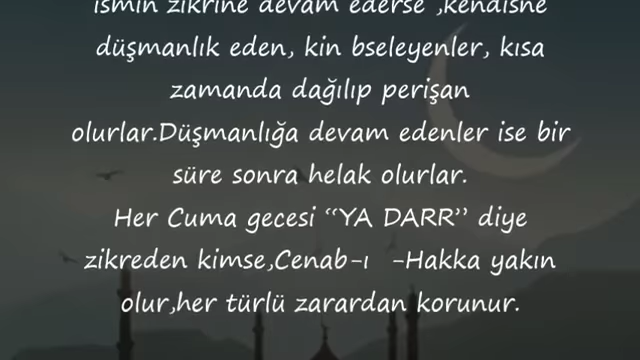 ismin zikrine devam ederse ,kendisne
düşmanlık eden, kin bseleyenler, kısa
zamanda dağılıp perişan
olurlar.Düşmanlığa devam edenler ise bir
süre sonra helak olurlar.
Her Cuma gecesi “YA DARR” diye
zikreden kimse,Cenab-ı -Hakka yakın
olur,her türlü zarardan korunur.